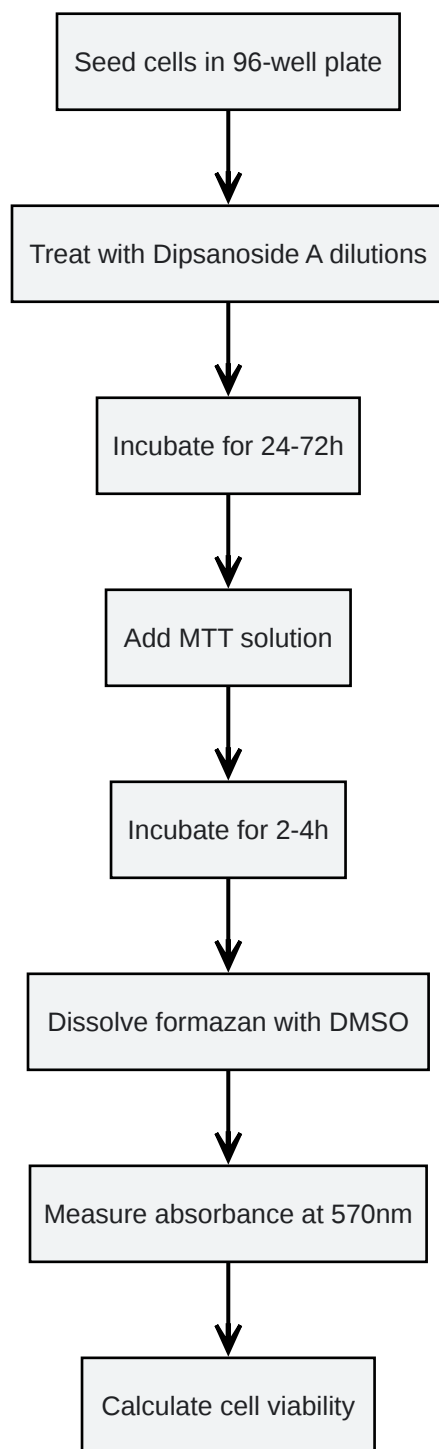 Seed cells in 96-well plate
Treat with Dipsanoside A dilutions
Incubate for 24-72h
Add MTT solution
Incubate for 2-4h
Dissolve formazan with DMSO
Measure absorbance at 570nm
Calculate cell viability